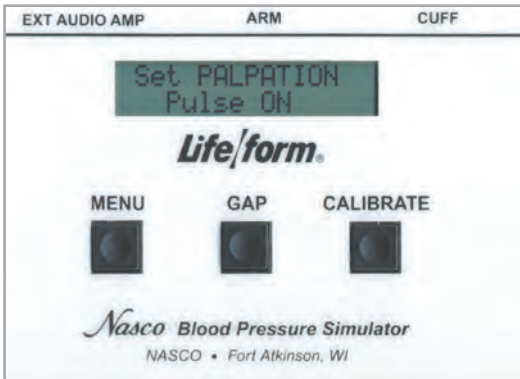 EXT AUDIO AMP ARM CUFF
Set PALPATION
Pulse ON
Life/form®
MENU GAP CALIBRATE
Nasco Blood Pressure Simulator
NASCO • Fort Atkinson, WI